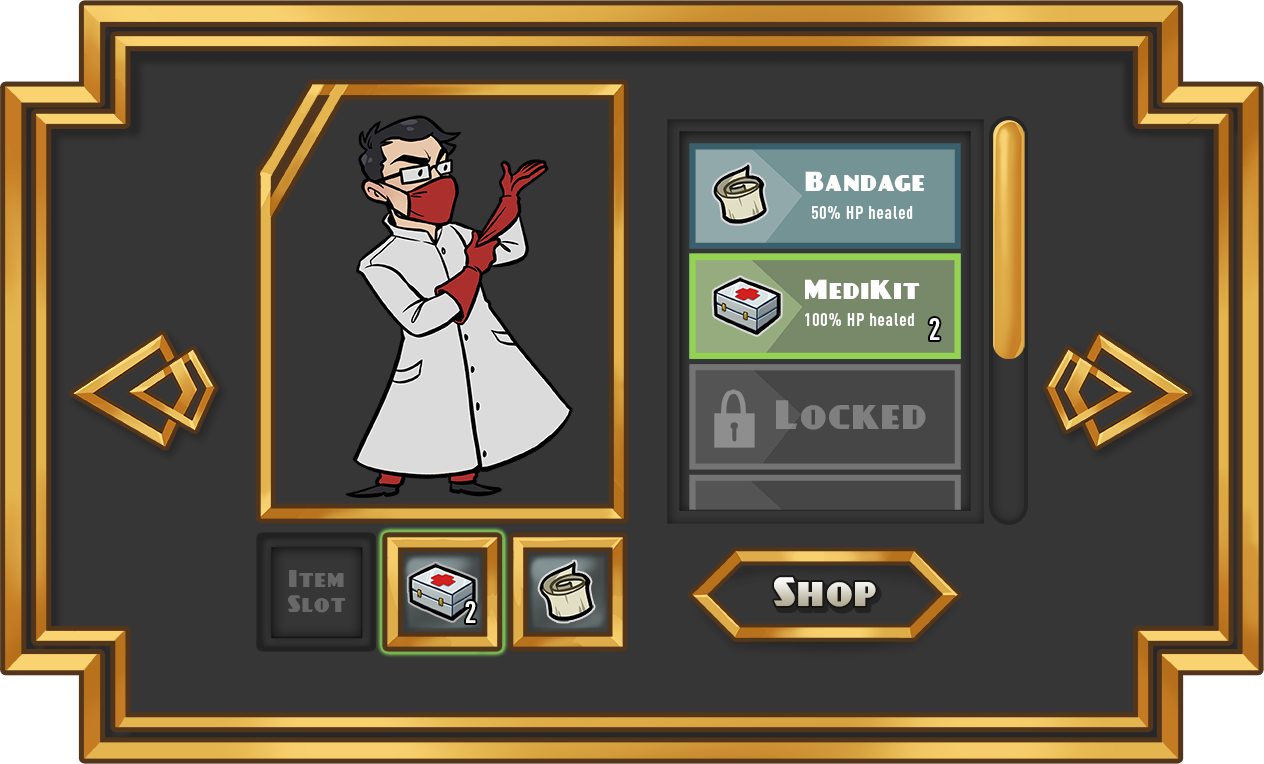 Bandage
50% HP healed
MediKit
100% HP healed
2
Locked
Item
Slot
2
Shop